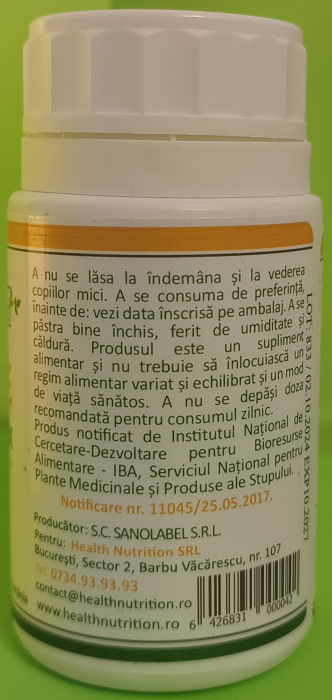 A nu se lăsa la îndemâna și la vederea
copiilor mici. A se consuma de preferință,
înainte de: vezi data înscrisă pe ambalaj. A se
păstra bine închis, ferit de umiditate și
căldură. Produsul este un supliment
alimentar și nu trebuie să înlocuiască un
regim alimentar variat și echilibrat și un mod
de viață sănătos. A nu se depăși doza
recomandată pentru consumul zilnic.
Produs notificat de Institutul Național de
Cercetare-Dezvoltare pentru Bioresurse
Alimentare - IBA, Serviciul Național pentru
Plante Medicinale și Produse ale Stupului.
Notificare nr. 11045/25.05.2017.
Producător: S.C. SANOLABEL S.R.L.
Pentru: Health Nutrition SRL
București, Sector 2, Barbu Văcărescu, nr. 107
Tel 0734.93.93.93
contact@healthnutrition.ro
www.healthnutrition.ro
6 426831 000042
LOT: 833 / 02.10.2024 EXP10.2027